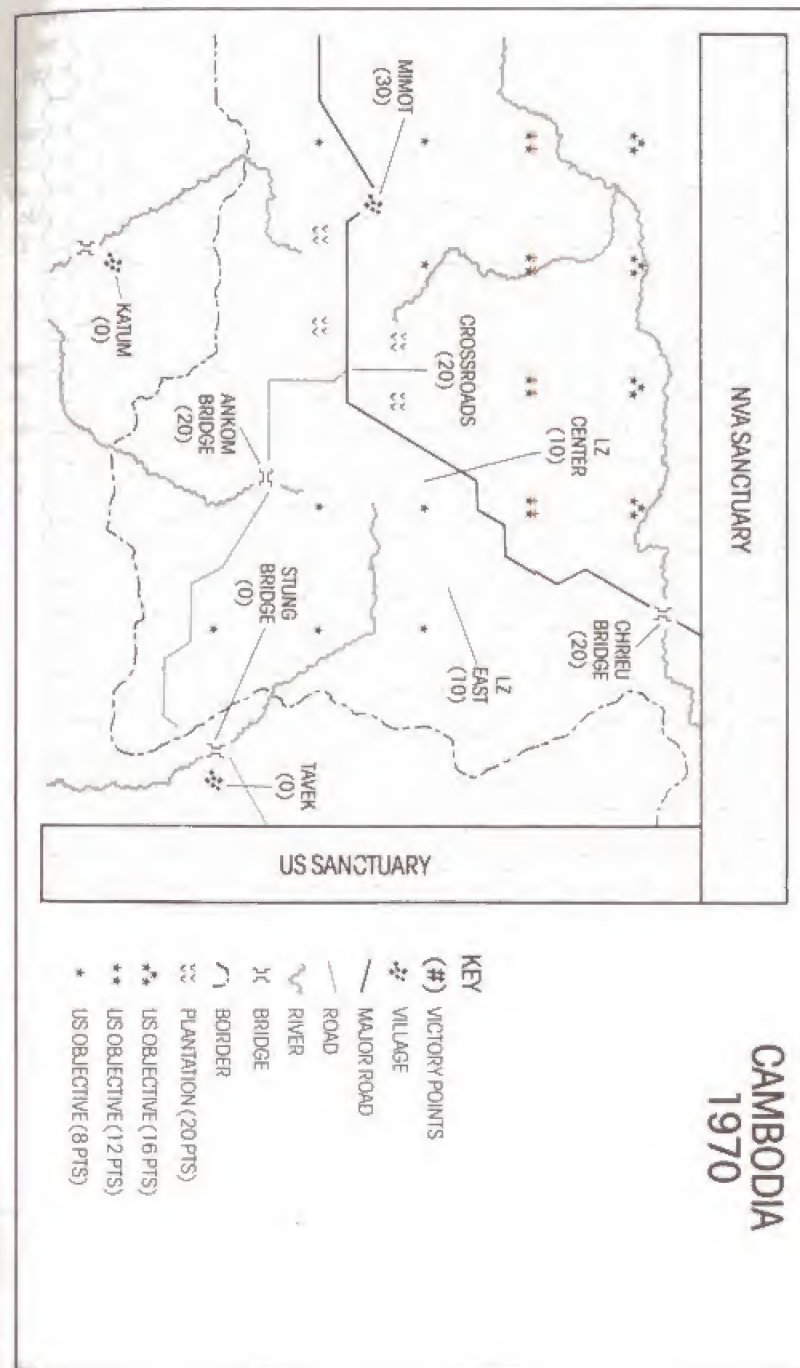 CAMBODIA
1970
NVA SANCTUARY
CHRIEU
BRIDGE
(20)
LZ
CENTER
(10)
LZ
EAST
(10)
MIMOT
(30)
CROSSROADS
(20)
STUNG
BRIDGE
(0)
TAVEK
(0)
ANKOM
BRIDGE
(20)
KATUM
(0)
US SANCTUARY
KEY
(#) VICTORY POINTS
VILLAGE
MAJOR ROAD
ROAD
RIVER
BRIDGE
BORDER
PLANTATION (20 PTS)
US OBJECTIVE (16 PTS)
US OBJECTIVE (12 PTS)
US OBJECTIVE (8 PTS)